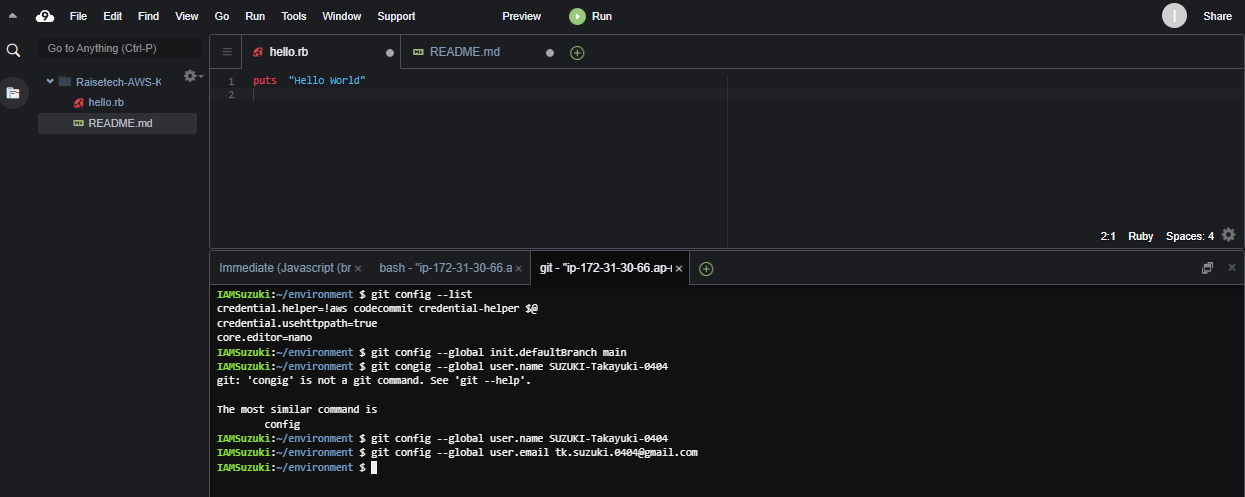 File Edit Find View Go Run Tools Window Support Preview Run I Share
Go to Anything (Ctrl-P)
Raisetech-AWS-K
hello.rb
README.md
hello.rb README.md
1 puts "Hello World"
2
2:1 Ruby Spaces: 4
Immediate (Javascript (br bash - "ip-172-31-30-66.a git - "ip-172-31-30-66.ap-
IAMSuzuki:~/environment $ git config --list
credential.helper=!aws codecommit credential-helper $@
credential.usehttppath=true
core.editor=nano
IAMSuzuki:~/environment $ git config --global init.defaultBranch main
IAMSuzuki:~/environment $ git congig --global user.name SUZUKI-Takayuki-0404
git: 'congig' is not a git command. See 'git --help'.
The most similar command is
config
IAMSuzuki:~/environment $ git config --global user.name SUZUKI-Takayuki-0404
IAMSuzuki:~/environment $ git config --global user.email tk.suzuki.0404@gmail.com
IAMSuzuki:~/environment $